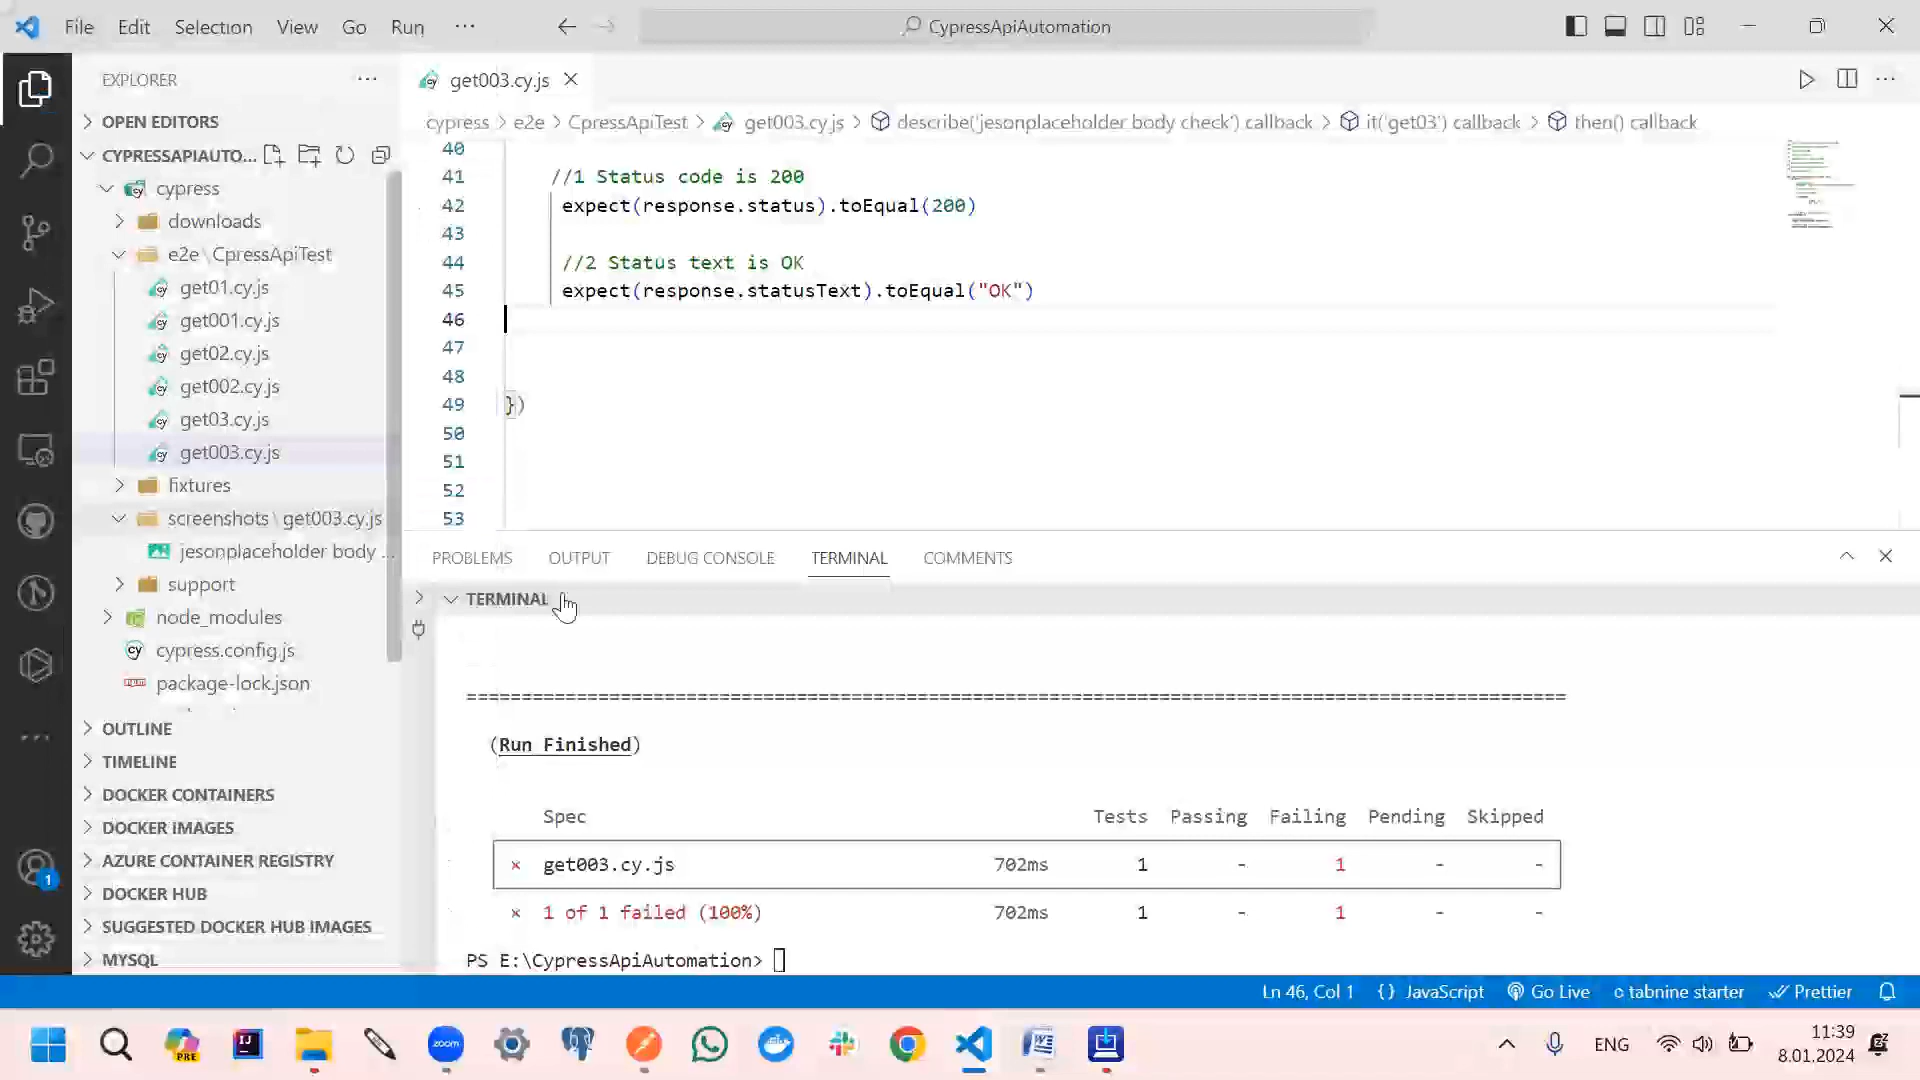 File Edit Selection View Go Run ···
CypressApiAutomation
EXPLORER
OPEN EDITORS
CYPRESSAPIAUTO...
cypress
downloads
e2e \ CpressApiTest
get01.cy.js
get001.cy.js
get02.cy.js
get002.cy.js
get03.cy.js
get003.cy.js
fixtures
screenshots \ get003.cy.js
jesonplaceholder body ...
support
node_modules
cypress.config.js
package-lock.json
OUTLINE
TIMELINE
DOCKER CONTAINERS
DOCKER IMAGES
AZURE CONTAINER REGISTRY
DOCKER HUB
SUGGESTED DOCKER HUB IMAGES
MYSQL
get003.cy.js
cypress > e2e > CpressApiTest > get003.cy.js > describe('jesonplaceholder body check') callback > it('get03') callback > then() callback
40
41 //1 Status code is 200
42 expect(response.status).toEqual(200)
43
44 //2 Status text is OK
45 expect(response.statusText).toEqual("OK")
46
47
48
49 })
50
51
52
53
PROBLEMS OUTPUT DEBUG CONSOLE TERMINAL COMMENTS
TERMINAL
====================================================================================================
(Run Finished)
Spec Tests Passing Failing Pending Skipped
× get003.cy.js 702ms 1 - 1 - -
× 1 of 1 failed (100%) 702ms 1 - 1 - -
PS E:\CypressApiAutomation>
1
Ln 46, Col 1 {} JavaScript Go Live tabnine starter Prettier
PRE
IJ
zoom
ENG
11:39
8.01.2024